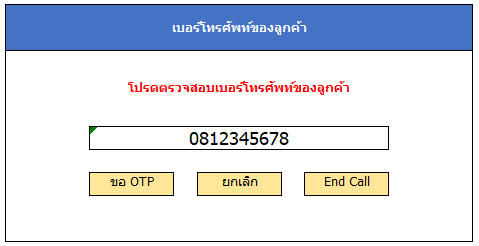 เบอร์โทรศัพท์ของลูกค้า
โปรดตรวจสอบเบอร์โทรศัพท์ของลูกค้า
0812345678
ขอ OTP ยกเลิก End Call